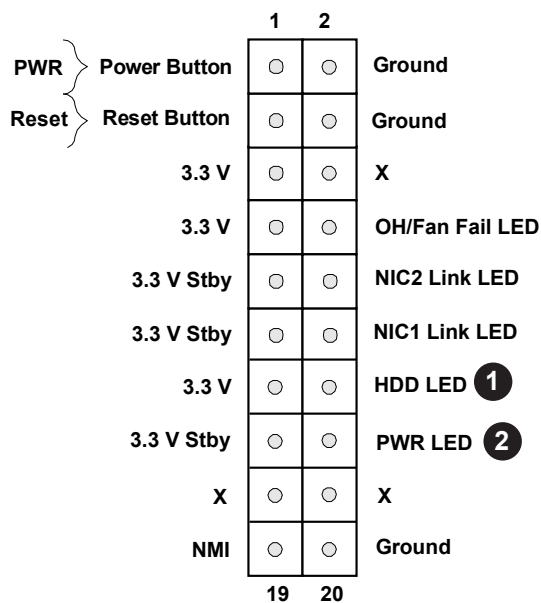 1 2
PWR Power Button Ground
Reset Reset Button Ground
3.3 V X
3.3 V OH/Fan Fail LED
3.3 V Stby NIC2 Link LED
3.3 V Stby NIC1 Link LED
3.3 V HDD LED 1
3.3 V Stby PWR LED 2
X X
NMI Ground
19 20